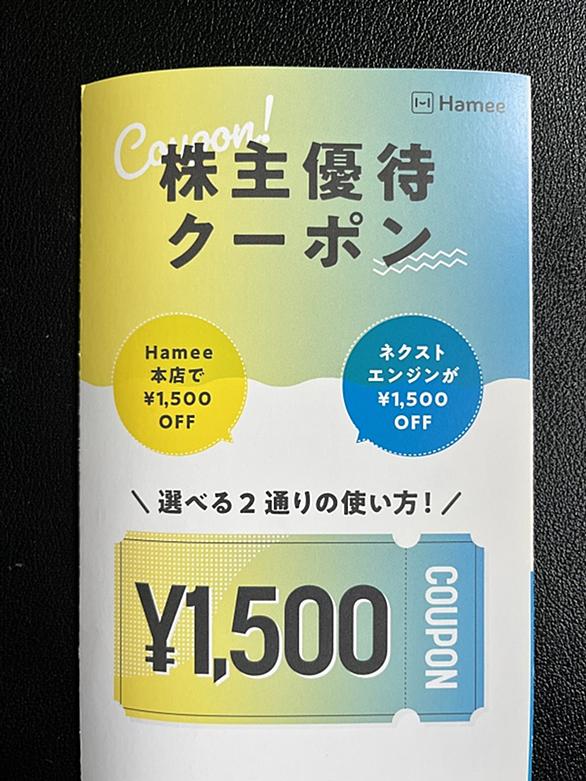 Hamee
Coupon!
株主優待
クーポン
Hamee
本店で
¥1,500
OFF
ネクスト
エンジンが
¥1,500
OFF
\ 選べる2通りの使い方! /
¥1,500
COUPON